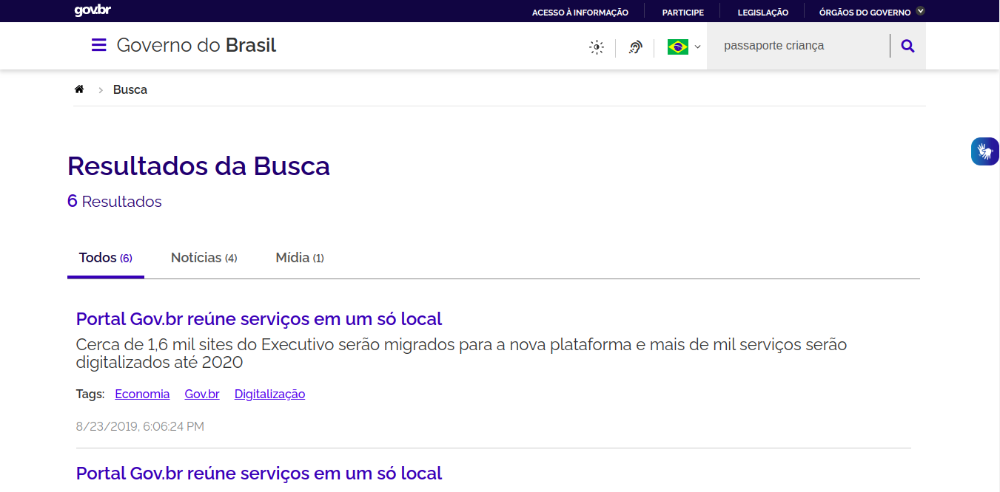 gov.br
ACESSO À INFORMAÇÃO PARTICIPE LEGISLAÇÃO ÓRGÃOS DO GOVERNO
Governo do Brasil
passaporte criança
Busca
Resultados da Busca
6 Resultados
Todos (6) Notícias (4) Mídia (1)
Portal Gov.br reúne serviços em um só local
Cerca de 1,6 mil sites do Executivo serão migrados para a nova plataforma e mais de mil serviços serão
digitalizados até 2020
Tags: Economia Gov.br Digitalização
8/23/2019, 6:06:24 PM
Portal Gov.br reúne serviços em um só local